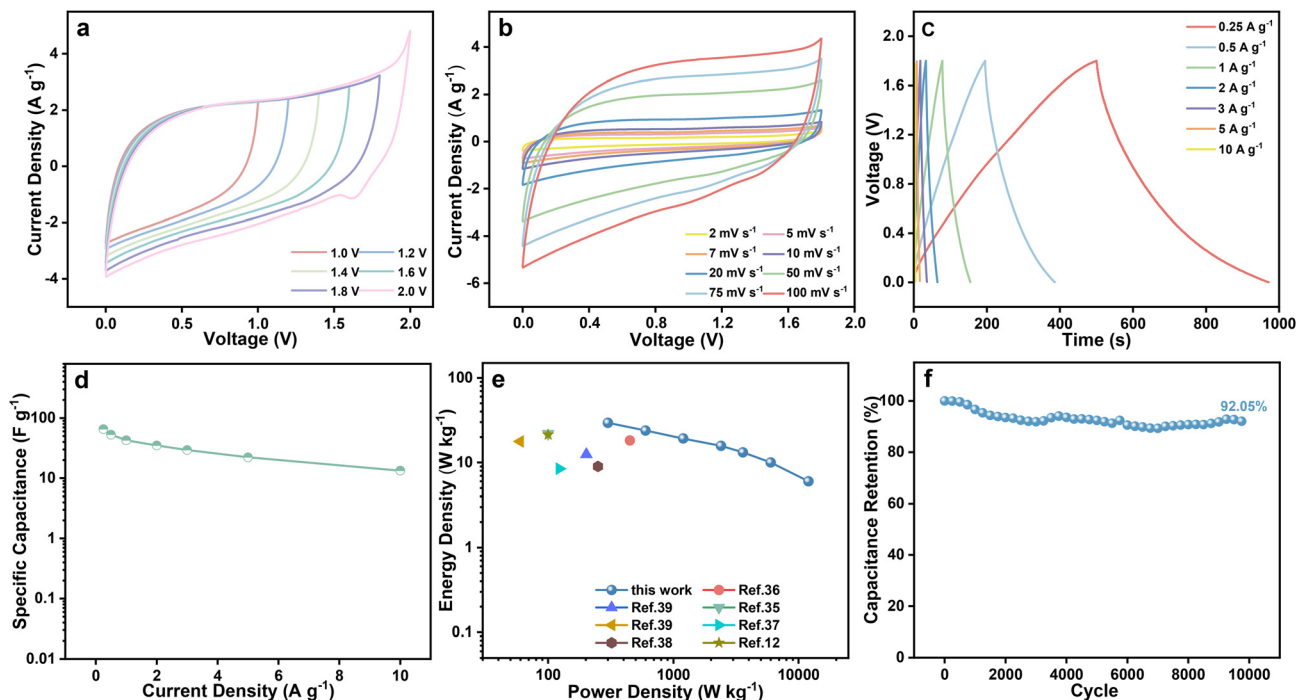 a
Current Density (A g⁻¹)
4
2
0
-2
-4
0.0
0.5
1.0
1.5
2.0
Voltage (V)
1.0 V
1.2 V
1.4 V
1.6 V
1.8 V
2.0 V
b
Current Density (A g⁻¹)
6
4
2
0
-2
-4
-6
0.0
0.4
0.8
1.2
1.6
2.0
Voltage (V)
2 mV s⁻¹
5 mV s⁻¹
7 mV s⁻¹
10 mV s⁻¹
20 mV s⁻¹
50 mV s⁻¹
75 mV s⁻¹
100 mV s⁻¹
c
Voltage (V)
2.0
1.6
1.2
0.8
0.4
0.0
0
200
400
600
800
1000
Time (s)
0.25 A g⁻¹
0.5 A g⁻¹
1 A g⁻¹
2 A g⁻¹
3 A g⁻¹
5 A g⁻¹
10 A g⁻¹
d
Specific Capacitance (F g⁻¹)
100
10
1
0.1
0.01
0
2
4
6
8
10
Current Density (A g⁻¹)
e
Energy Density (W kg⁻¹)
100
10
1
0.1
100
1000
10000
Power Density (W kg⁻¹)
this work
Ref.36
Ref.39
Ref.35
Ref.39
Ref.37
Ref.38
Ref.12
f
Capacitance Retention (%)
100
80
60
40
20
0
0
2000
4000
6000
8000
10000
Cycle
92.05%